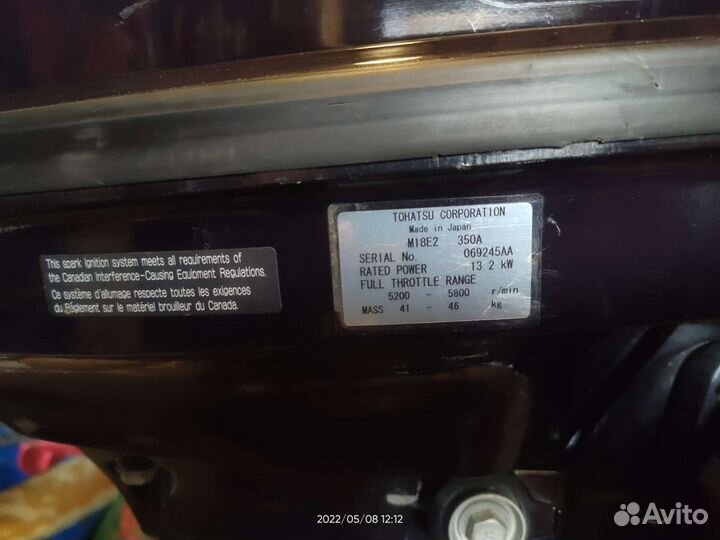 TOHATSU CORPORATION
Made in Japan
M18E2 350A
SERIAL No. 069245AA
RATED POWER 13.2 kW
FULL THROTTLE RANGE
5200 - 5800 r/min
MASS 41 - 46 kg
This spark ignition system meets all requirements of
the Canadian Interference-Causing Equipment Regulations.
Ce système d'allumage respecte toutes les exigences
du Règlement sur le matériel brouilleur du Canada.
2022/05/08 12:12
Avito